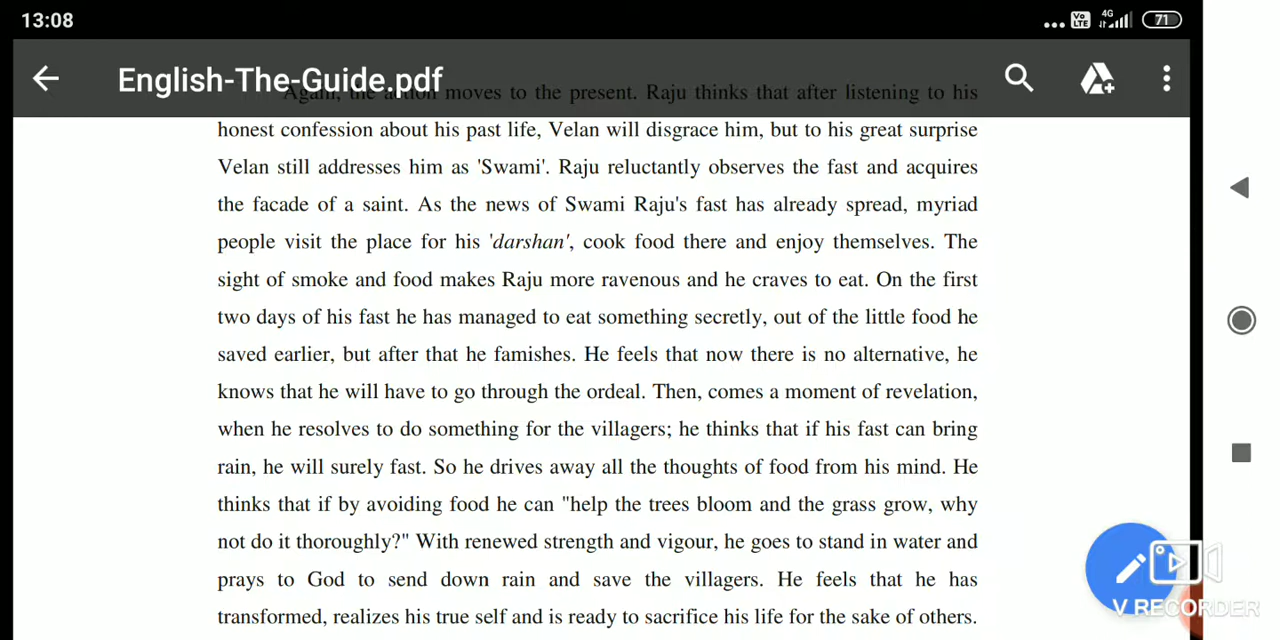 13:08
Vo LTE 4G 71
English-The-Guide.pdf
Again, the action moves to the present. Raju thinks that after listening to his
honest confession about his past life, Velan will disgrace him, but to his great surprise
Velan still addresses him as 'Swami'. Raju reluctantly observes the fast and acquires
the facade of a saint. As the news of Swami Raju's fast has already spread, myriad
people visit the place for his 'darshan', cook food there and enjoy themselves. The
sight of smoke and food makes Raju more ravenous and he craves to eat. On the first
two days of his fast he has managed to eat something secretly, out of the little food he
saved earlier, but after that he famishes. He feels that now there is no alternative, he
knows that he will have to go through the ordeal. Then, comes a moment of revelation,
when he resolves to do something for the villagers; he thinks that if his fast can bring
rain, he will surely fast. So he drives away all the thoughts of food from his mind. He
thinks that if by avoiding food he can "help the trees bloom and the grass grow, why
not do it thoroughly?" With renewed strength and vigour, he goes to stand in water and
prays to God to send down rain and save the villagers. He feels that he has
transformed, realizes his true self and is ready to sacrifice his life for the sake of others.
V RECORDER